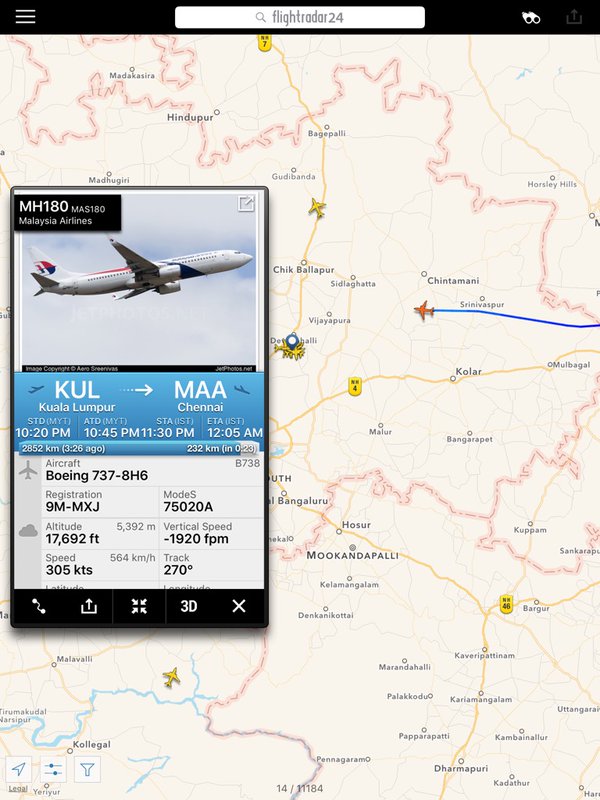 flightradar24
MH180 MAS180
Malaysia Airlines
JETPHOTOS.NET
Image Copyright © Aero Sreenivas
JetPhotos.net
KUL MAA
Kuala Lumpur Chennai
STD (MYT) ATD (MYT) STA (IST) ETA (IST)
10:20 PM 10:45 PM 11:30 PM 12:05 AM
2852 km (3:26 ago) 232 km (in 0:23)
Aircraft B738
Boeing 737-8H6
Registration ModeS
9M-MXJ 75020A
Altitude 5,392 m Vertical Speed
17,692 ft -1920 fpm
Speed 564 km/h Track
305 kts 270°
Latitude Longitude
3D
NH
7
Madakasira
Hindupur
Bagepalli
Gudibanda
Madhugiri
Horsley Hills
Chik Ballapur
Chintamani
Sidlaghatta
Srinivaspur
Vijayapura
Mulbagal
Kolar
NH
4
Malur
Bangarapet
Hosur
Kuppam
MOOKANDAPALLI
Sankarapu
Kelamangalam
NH
46
Bargur
Denkanikottai
Kaveripattinam
Malavalli
Marandahalli
Palakkodu
Kariamangalam
Uttangarai
Tirumakudal
Narsipur
Papparapatti
Kambainallur
Kollegal
Pennagaram
Dharmapuri
Kadathur
Yeriyur
Har
Legal
14 / 11184